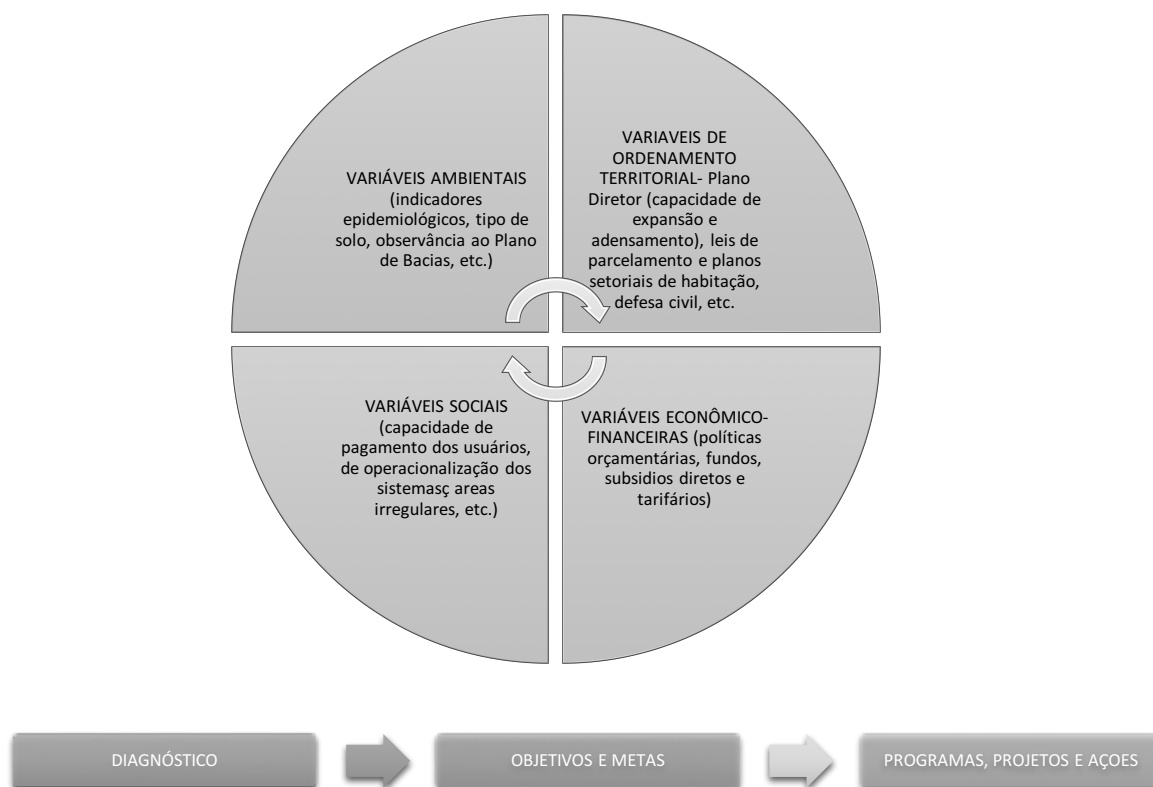 VARIÁVEIS AMBIENTAIS
(indicadores
epidemiológicos, tipo de
solo, observância ao Plano
de Bacias, etc.)
VARIAVEIS DE
ORDENAMENTO
TERRITORIAL- Plano
Diretor (capacidade de
expansão e
adensamento), leis de
parcelamento e planos
setoriais de habitação,
defesa civil, etc.
VARIÁVEIS SOCIAIS
(capacidade de
pagamento dos usuários,
de operacionalização dos
sistemasç areas
irregulares, etc.)
VARIÁVEIS ECONÔMICO-
FINANCEIRAS (políticas
orçamentárias, fundos,
subsidios diretos e
tarifários)
DIAGNÓSTICO
OBJETIVOS E METAS
PROGRAMAS, PROJETOS E AÇOES